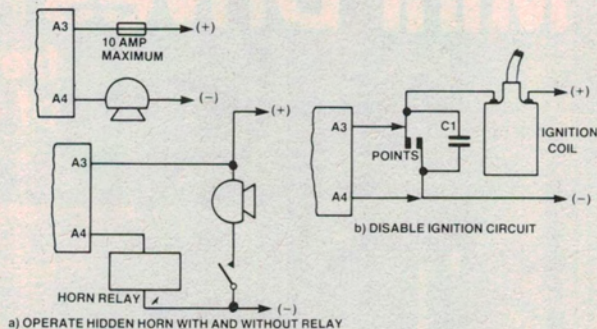 A3
(+)
10 AMP
MAXIMUM
A4
(-)
(+)
A3
A4
HORN RELAY
(-)
a) OPERATE HIDDEN HORN WITH AND WITHOUT RELAY
A3
POINTS
C1
(+)
IGNITION
COIL
A4
(-)
b) DISABLE IGNITION CIRCUIT